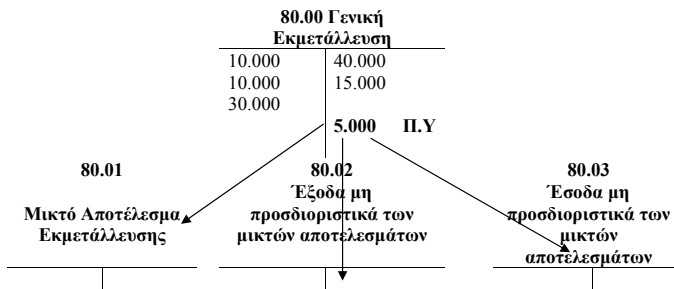 80.00 Γενική
Εκμετάλλευση
10.000 40.000
10.000 15.000
30.000
5.000 Π.Υ
80.01
Μικτό Αποτέλεσμα
Εκμετάλλευσης
80.02
Έξοδα μη
προσδιοριστικά των
μικτών αποτελεσμάτων
80.03
Έσοδα μη
προσδιοριστικά των
μικτών
αποτελεσμάτων